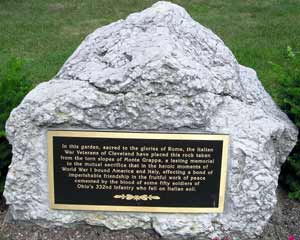 In this garden, sacred to the glories of Rome, the Italian
War Veterans of Cleveland have placed this rock taken
from the torn slopes of Monte Grappa, a lasting memorial
to the mutual sacrifice that in the heroic moments of
World War I bound America and Italy, effecting a bond of
imperishable friendship in the fruitful work of peace
cemented by the blood of some fifty soldiers of
Ohio's 332nd Infantry who fell on Italian soil.